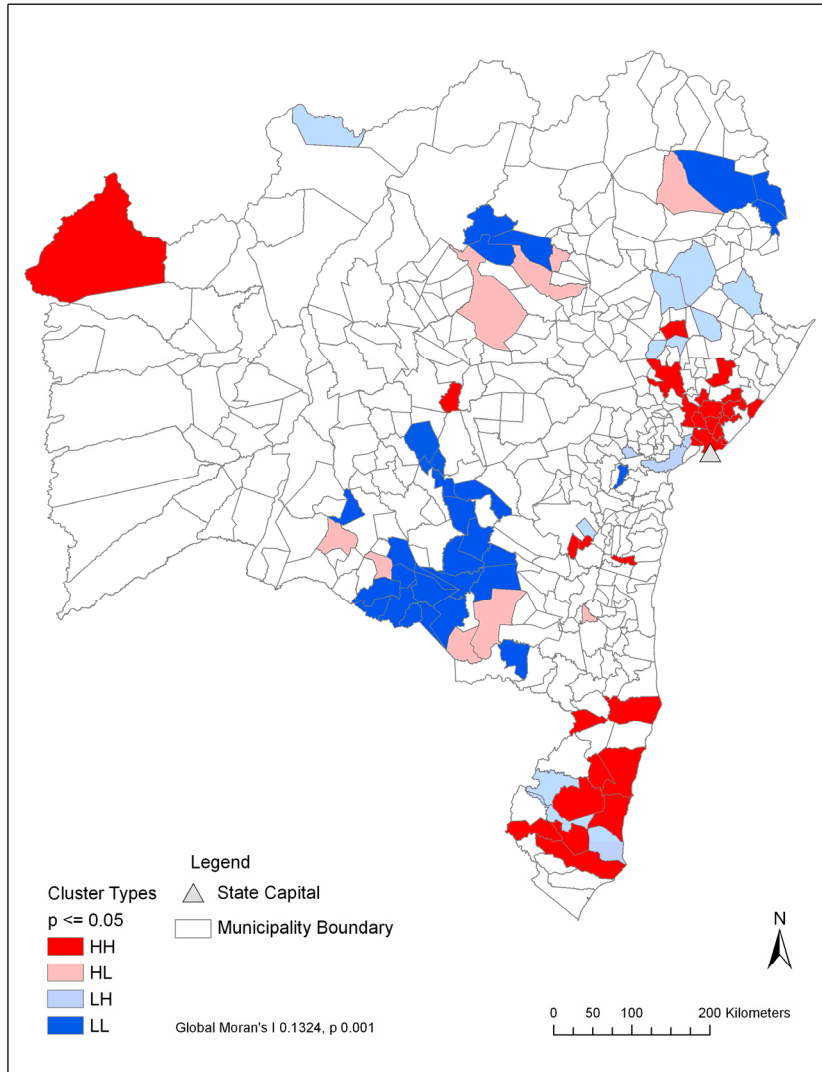 Legend
Cluster Types
p <= 0.05
HH
HL
LH
LL
State Capital
Municipality Boundary
Global Moran's I 0.1324, p 0.001
N
0 50 100 200 Kilometers